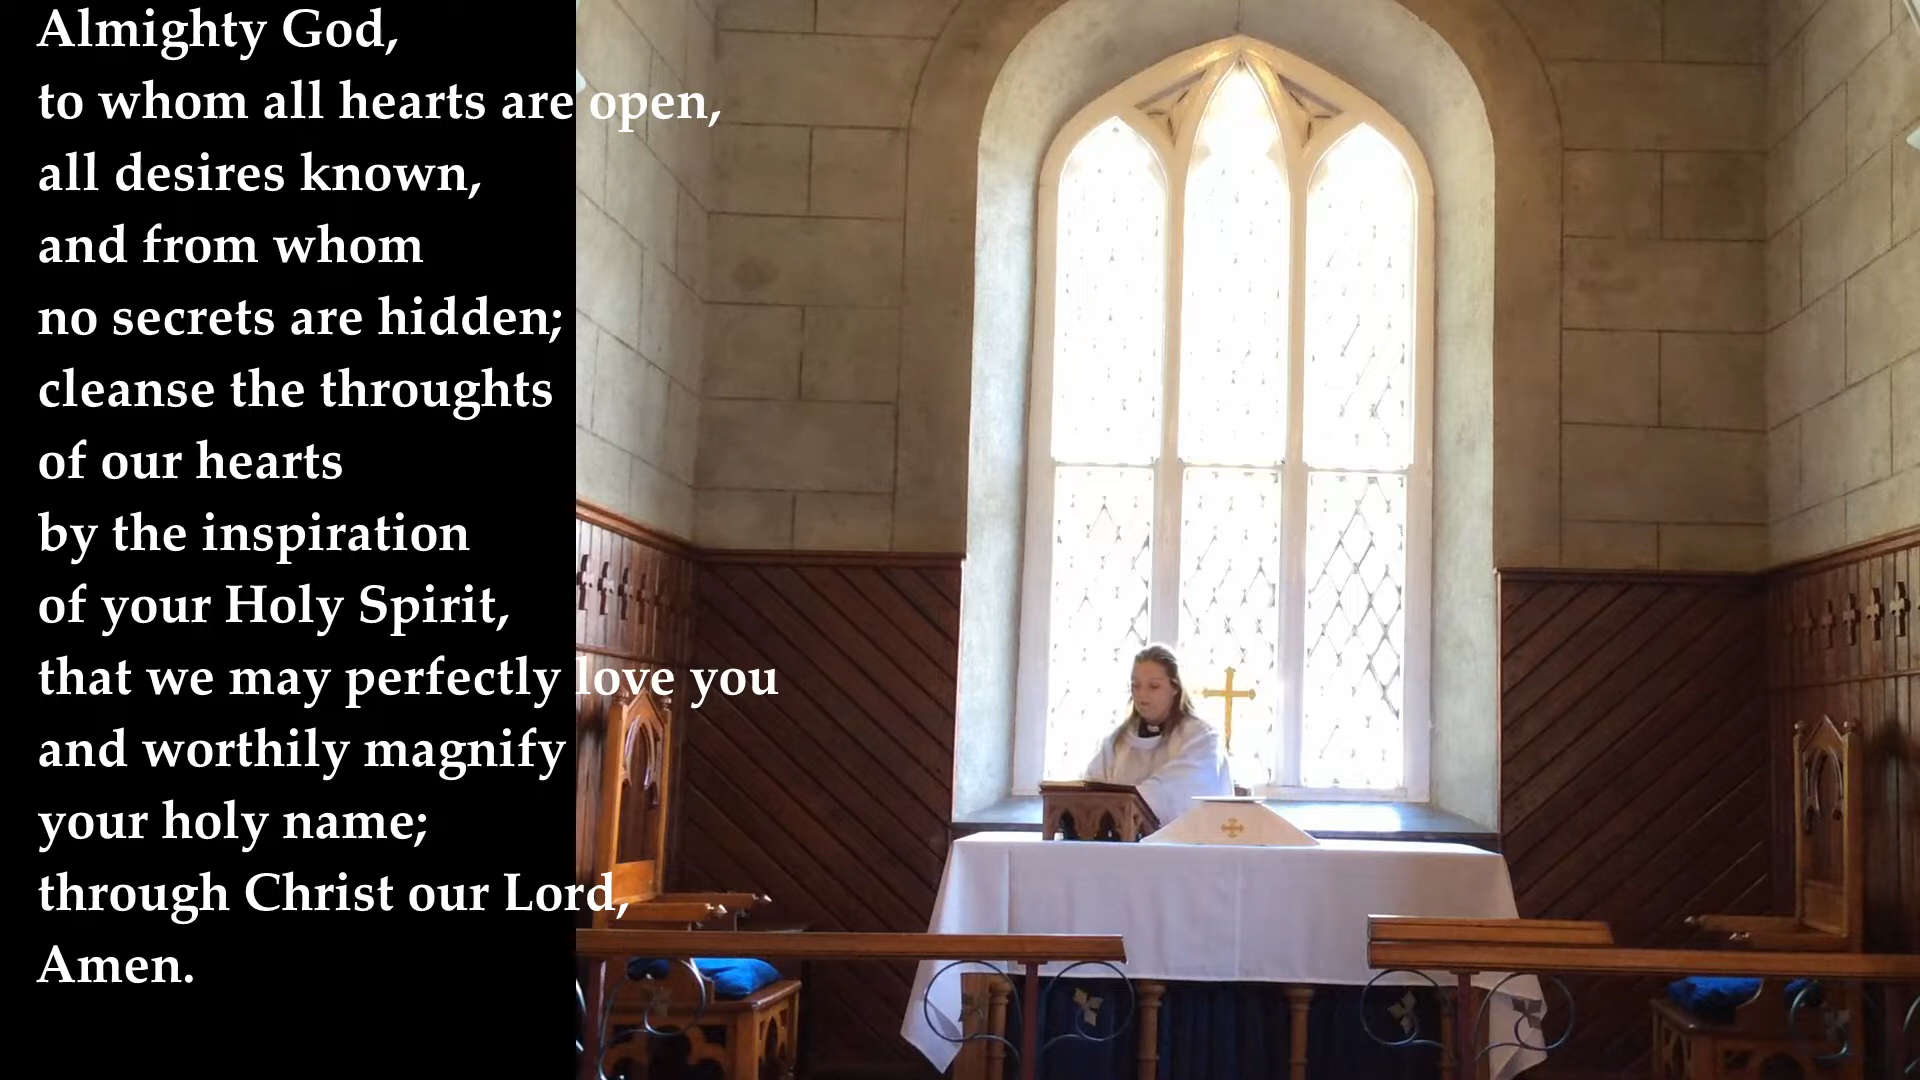 Almighty God,
to whom all hearts are open,
all desires known,
and from whom
no secrets are hidden;
cleanse the throughts
of our hearts
by the inspiration
of your Holy Spirit,
that we may perfectly love you
and worthily magnify
your holy name;
through Christ our Lord,
Amen.